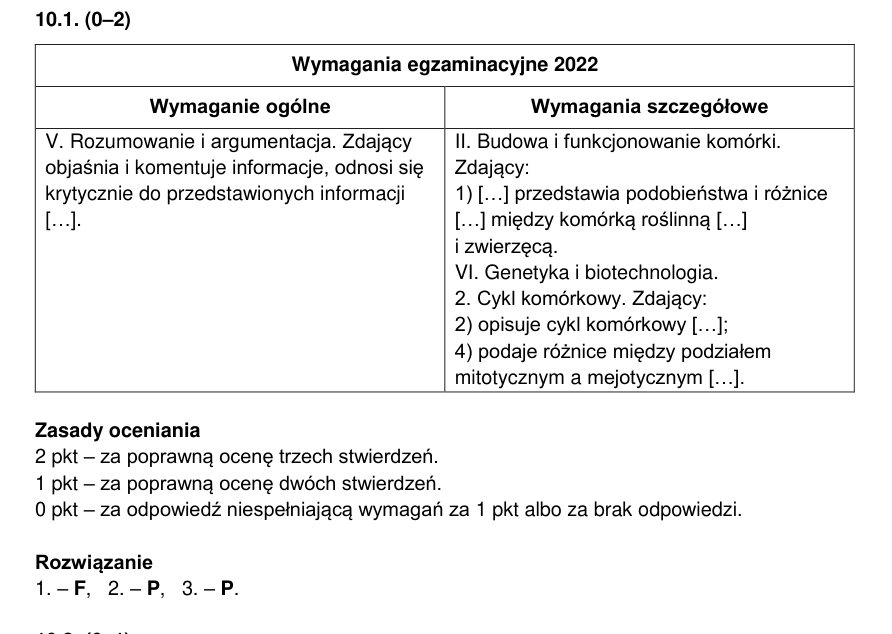 10.1. (0–2)
Wymagania egzaminacyjne 2022
Wymaganie ogólne
Wymagania szczegółowe
V. Rozumowanie i argumentacja. Zdający
objaśnia i komentuje informacje, odnosi się
krytycznie do przedstawionych informacji
[…].
II. Budowa i funkcjonowanie komórki.
Zdający:
1) […] przedstawia podobieństwa i różnice
[…] między komórką roślinną […]
i zwierzęcą.
VI. Genetyka i biotechnologia.
2. Cykl komórkowy. Zdający:
2) opisuje cykl komórkowy […];
4) podaje różnice między podziałem
mitotycznym a mejotycznym […].
Zasady oceniania
2 pkt – za poprawną ocenę trzech stwierdzeń.
1 pkt – za poprawną ocenę dwóch stwierdzeń.
0 pkt – za odpowiedź niespełniającą wymagań za 1 pkt albo za brak odpowiedzi.
Rozwiązanie
1. – F, 2. – P, 3. – P.